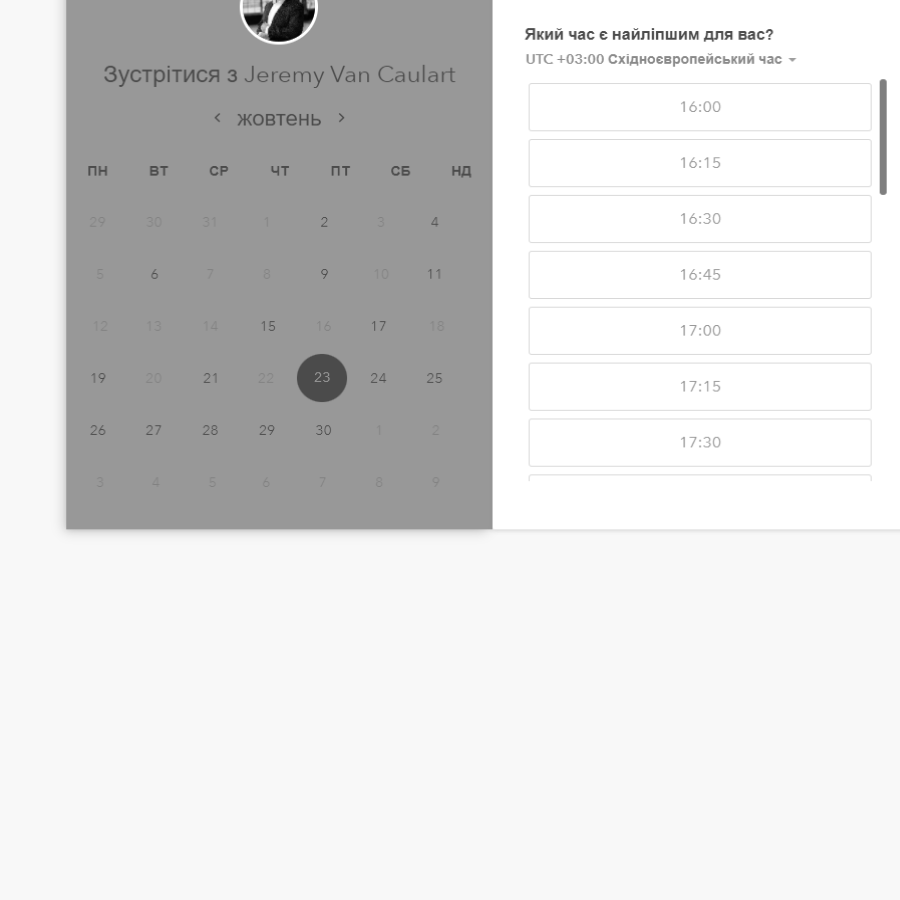 Зустрітися з Jeremy Van Caulart
жовтень
ПН ВТ СР ЧТ ПТ СБ НД
29 30 31 1 2 3 4
5 6 7 8 9 10 11
12 13 14 15 16 17 18
19 20 21 22 23 24 25
26 27 28 29 30 1 2
3 4 5 6 7 8 9
Який час є найліпшим для вас?
UTC +03:00 Східноєвропейський час
16:00
16:15
16:30
16:45
17:00
17:15
17:30